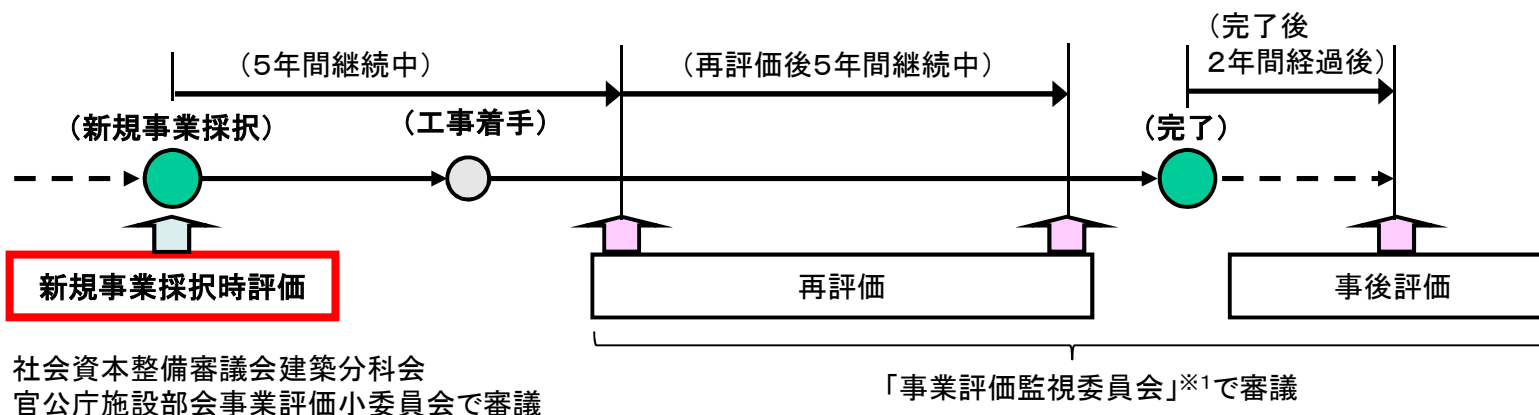 （5年間継続中）
（再評価後5年間継続中）
（完了後
2年間経過後）
（新規事業採択）
（工事着手）
（完了）
新規事業採択時評価
再評価
事後評価
社会資本整備審議会建築分科会
官公庁施設部会事業評価小委員会で審議
「事業評価監視委員会」※1で審議